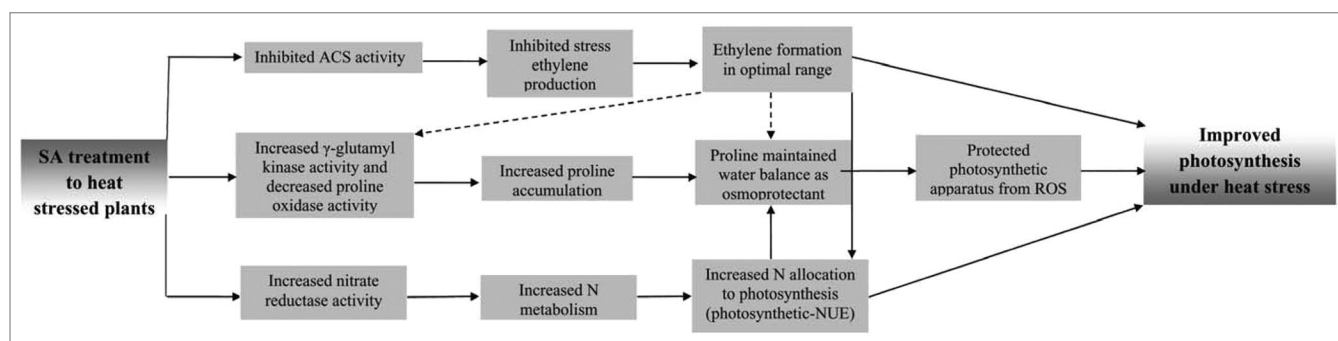 Inhibited ACS activity
Inhibited stress
ethylene
production
Ethylene formation
in optimal range
SA treatment
to heat
stressed plants
Increased γ-glutamyl
kinase activity and
decreased proline
oxidase activity
Increased proline
accumulation
Proline maintained
water balance as
osmoprotectant
Protected
photosynthetic
apparatus from ROS
Improved
photosynthesis
under heat stress
Increased nitrate
reductase activity
Increased N
metabolism
Increased N allocation
to photosynthesis
(photosynthetic-NUE)